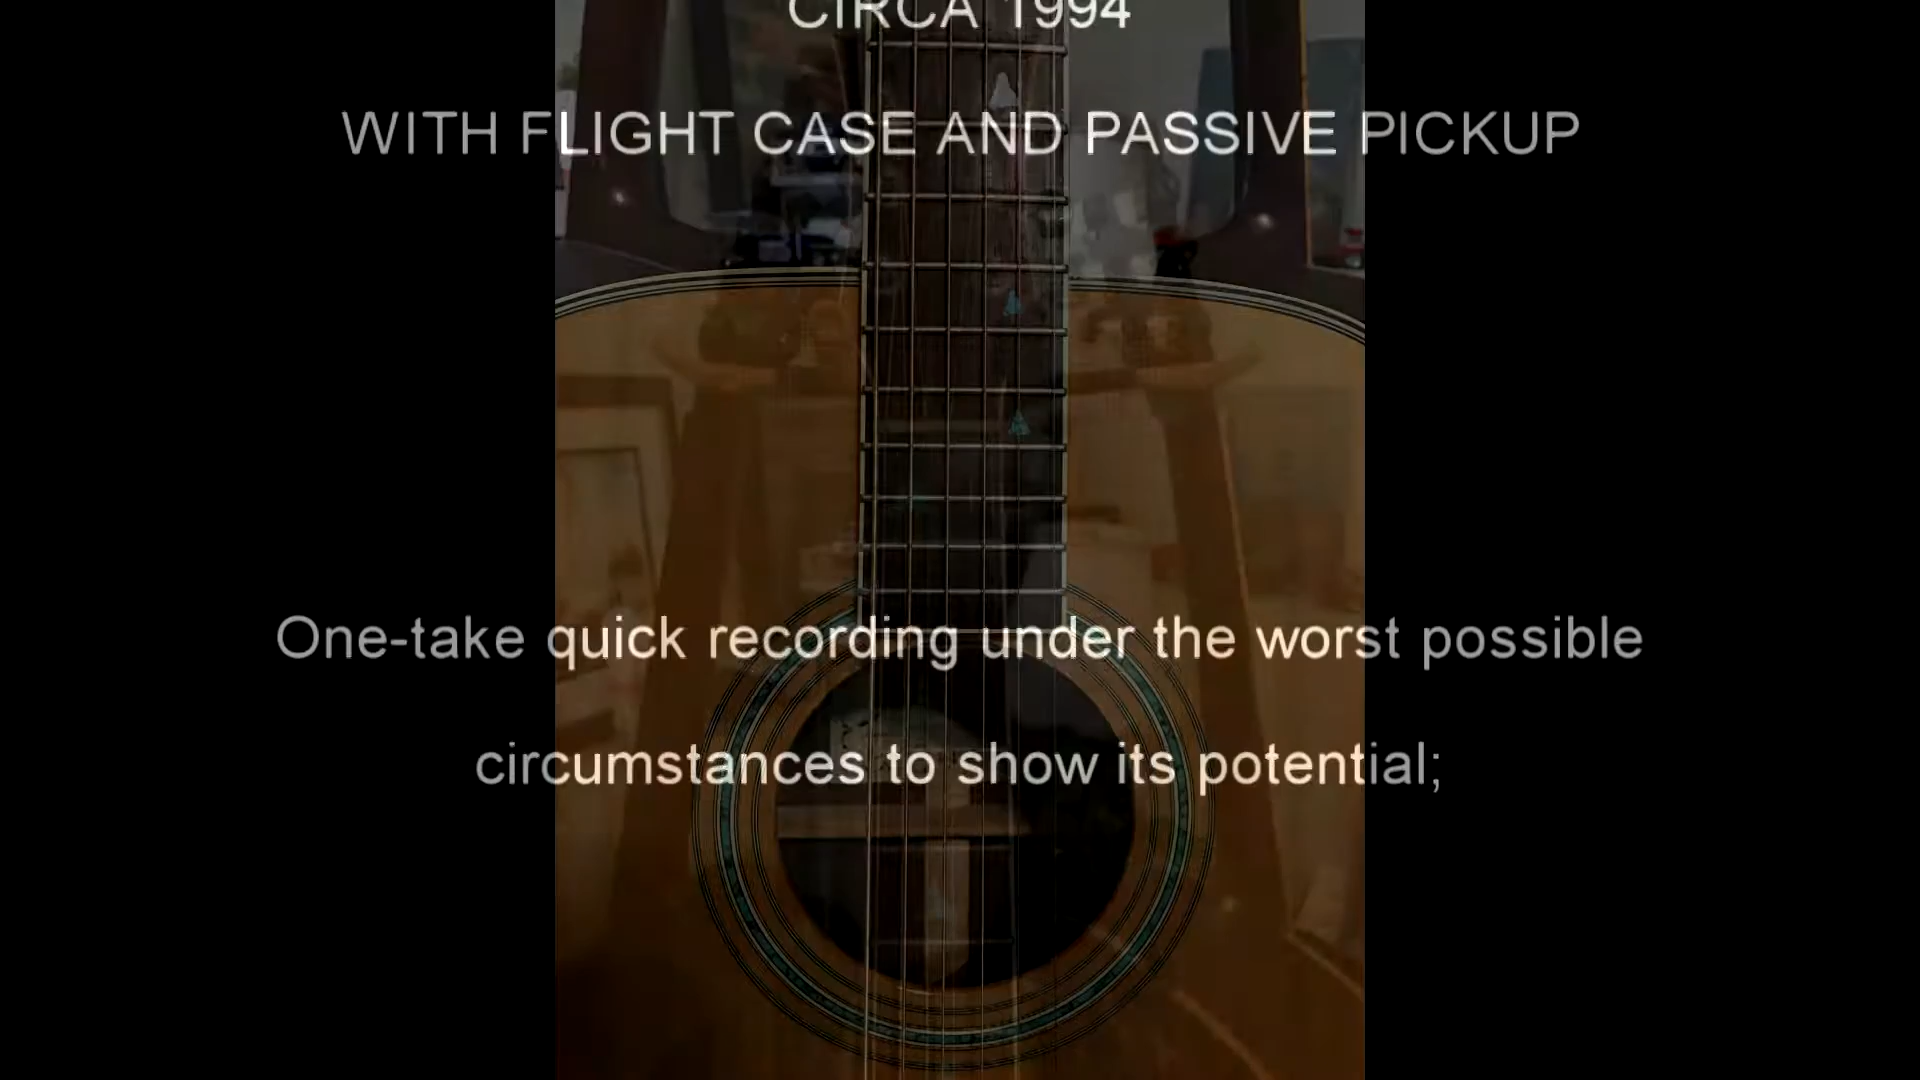 CIRCA 1994
WITH FLIGHT CASE AND PASSIVE PICKUP
One-take quick recording under the worst possible
circumstances to show its potential;